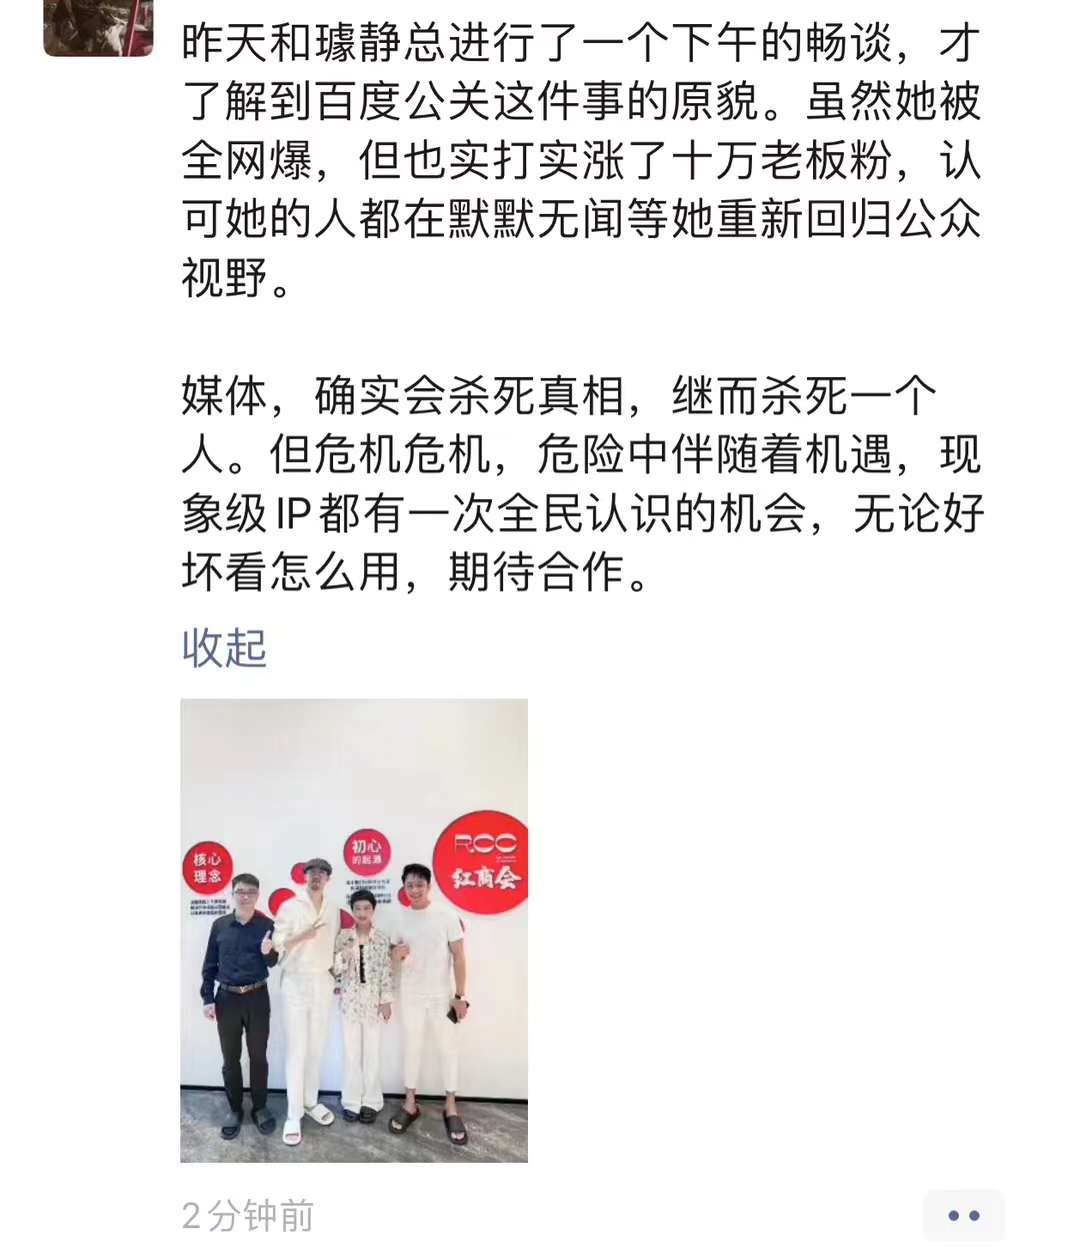 昨天和璩静总进行了一个下午的畅谈，才
了解到百度公关这件事的原貌。虽然她被
全网爆，但也实打实涨了十万老板粉，认
可她的人都在默默无闻等她重新回归公众
视野。
媒体，确实会杀死真相，继而杀死一个
人。但危机危机，危险中伴随着机遇，现
象级IP都有一次全民认识的机会，无论好
坏看怎么用，期待合作。
收起
核心
理念
初心
的起源
RCC
红商会
2分钟前